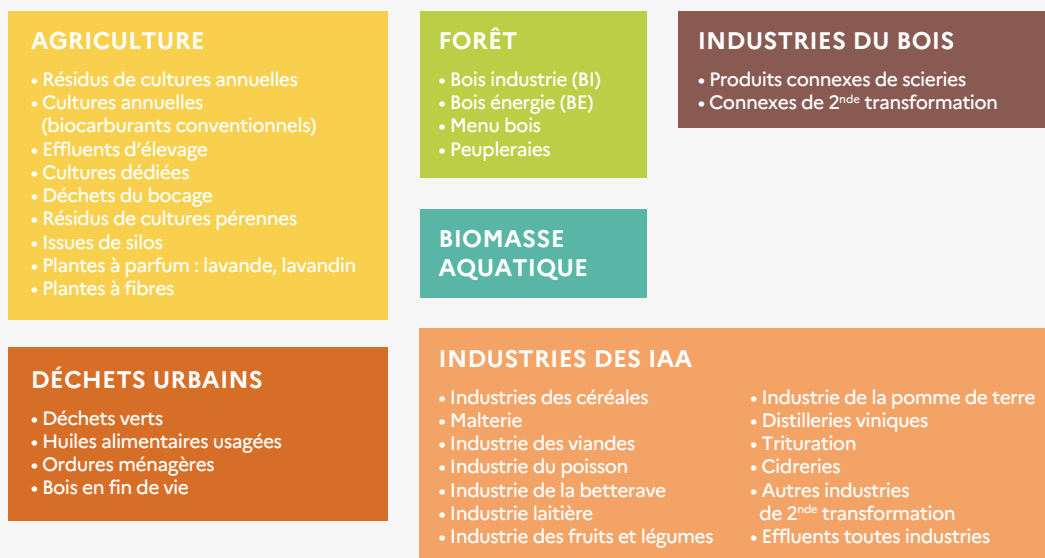 AGRICULTURE
• Résidus de cultures annuelles
• Cultures annuelles
(biocarburants conventionnels)
• Effluents d'élevage
• Cultures dédiées
• Déchets du bocage
• Résidus de cultures pérennes
• Issues de silos
• Plantes à parfum : lavande, lavandin
• Plantes à fibres
FORÊT
• Bois industrie (BI)
• Bois énergie (BE)
• Menu bois
• Peupleraies
INDUSTRIES DU BOIS
• Produits connexes de scieries
• Connexes de 2nde transformation
BIOMASSE
AQUATIQUE
DÉCHETS URBAINS
• Déchets verts
• Huiles alimentaires usagées
• Ordures ménagères
• Bois en fin de vie
INDUSTRIES DES IAA
• Industries des céréales
• Malterie
• Industrie des viandes
• Industrie du poisson
• Industrie de la betterave
• Industrie laitière
• Industrie des fruits et légumes
• Industrie de la pomme de terre
• Distilleries viniques
• Trituration
• Cidreries
• Autres industries
de 2nde transformation
• Effluents toutes industries